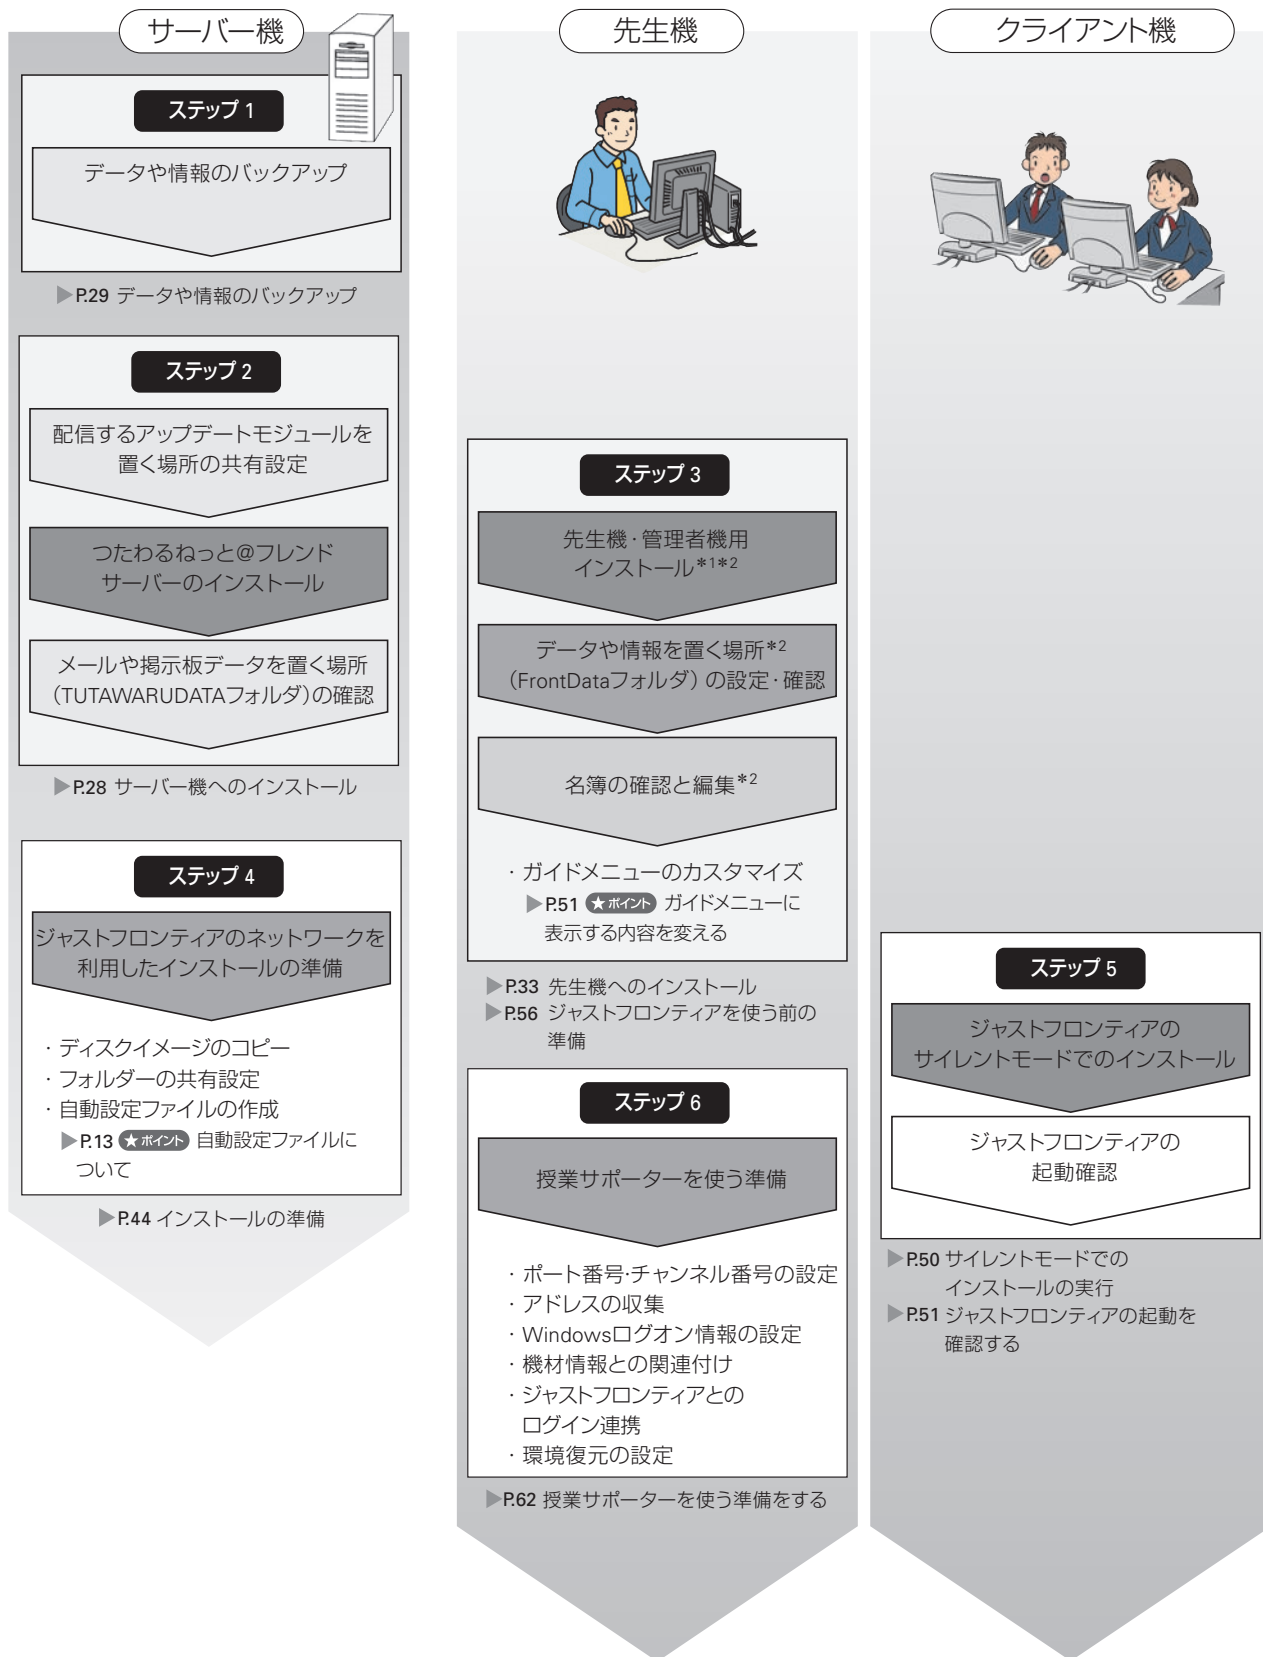 サーバー機
ステップ 1
データや情報のバックアップ
▶P.29 データや情報のバックアップ
ステップ 2
配信するアップデートモジュールを
置く場所の共有設定
つたわるねっと@フレンド
サーバーのインストール
メールや掲示板データを置く場所
(TUTAWARUDATAフォルダ)の確認
▶P.28 サーバー機へのインストール
ステップ 4
ジャストフロンティアのネットワークを
利用したインストールの準備
・ディスクイメージのコピー
・フォルダーの共有設定
・自動設定ファイルの作成
▶P.13 ★ポイント 自動設定ファイルに
ついて
▶P.44 インストールの準備
先生機
ステップ 3
先生機・管理者機用
インストール*1*2
データや情報を置く場所*2
(FrontDataフォルダ) の設定・確認
名簿の確認と編集*2
・ガイドメニューのカスタマイズ
▶P.51 ★ポイント ガイドメニューに
表示する内容を変える
▶P.33 先生機へのインストール
▶P.56 ジャストフロンティアを使う前の
準備
ステップ 6
授業サポーターを使う準備
・ポート番号・チャンネル番号の設定
・アドレスの収集
・Windowsログオン情報の設定
・機材情報との関連付け
・ジャストフロンティアとの
ログイン連携
・環境復元の設定
▶P.62 授業サポーターを使う準備をする
クライアント機
ステップ 5
ジャストフロンティアの
サイレントモードでのインストール
ジャストフロンティアの
起動確認
▶P.50 サイレントモードでの
インストールの実行
▶P.51 ジャストフロンティアの起動を
確認する